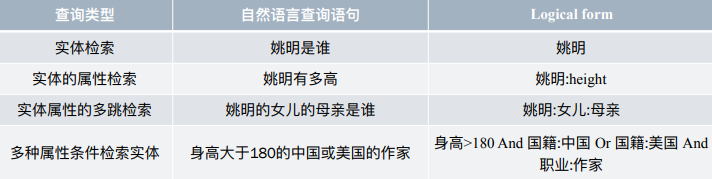 查询类型 自然语言查询语句 Logical form
实体检索 姚明是谁 姚明
实体的属性检索 姚明有多高 姚明:height
实体属性的多跳检索 姚明的女儿的母亲是谁 姚明:女儿:母亲
多种属性条件检索实体 身高大于180的中国或美国的作家 身高>180 And 国籍:中国 Or 国籍:美国 And
职业:作家